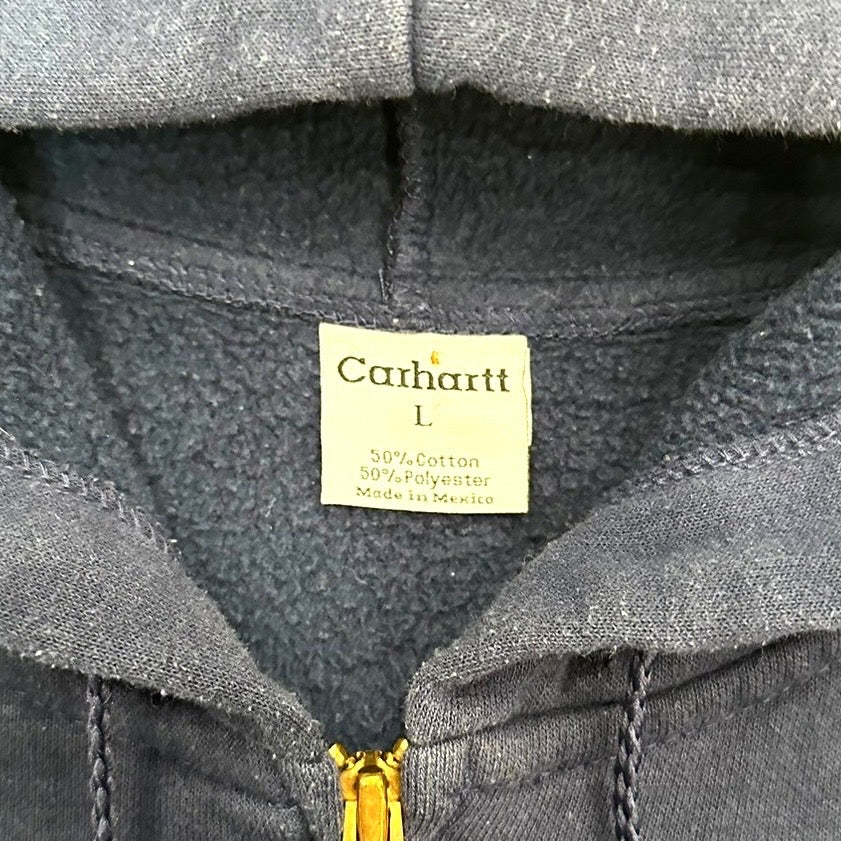 Carhartt
L
50% Cotton
50% Polyester
Made in Mexico